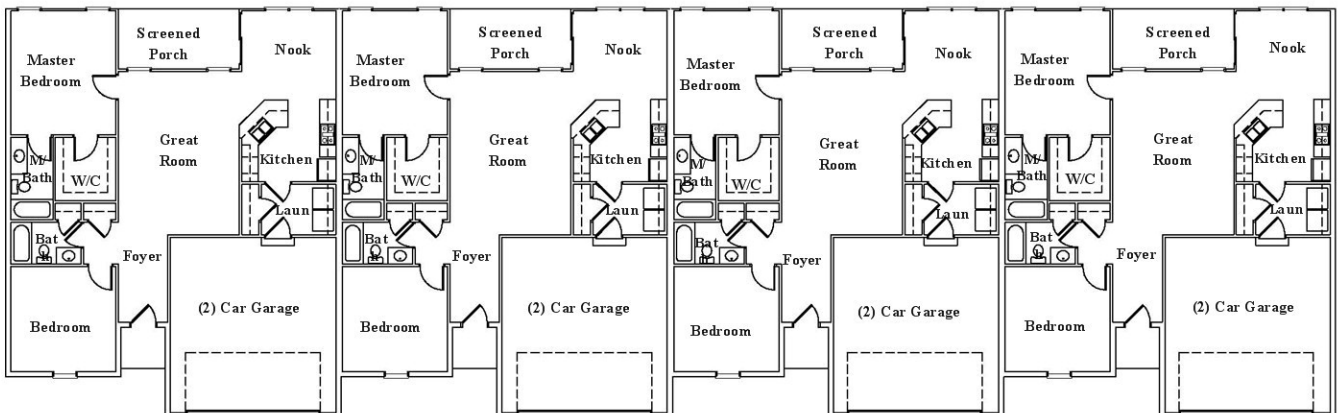 Screened
Porch
Nook
Master
Bedroom
Great
Room
Kitchen
M/
Bath
W/C
Laun
Bat
h
Foyer
(2) Car Garage
Bedroom
Screened
Porch
Nook
Master
Bedroom
Great
Room
Kitchen
M/
Bath
W/C
Laun
Bat
h
Foyer
(2) Car Garage
Bedroom
Screened
Porch
Nook
Master
Bedroom
Great
Room
Kitchen
M/
Bath
W/C
Laun
Bat
h
Foyer
(2) Car Garage
Bedroom
Screened
Porch
Nook
Master
Bedroom
Great
Room
Kitchen
M/
Bath
W/C
Laun
Bat
h
Foyer
(2) Car Garage
Bedroom